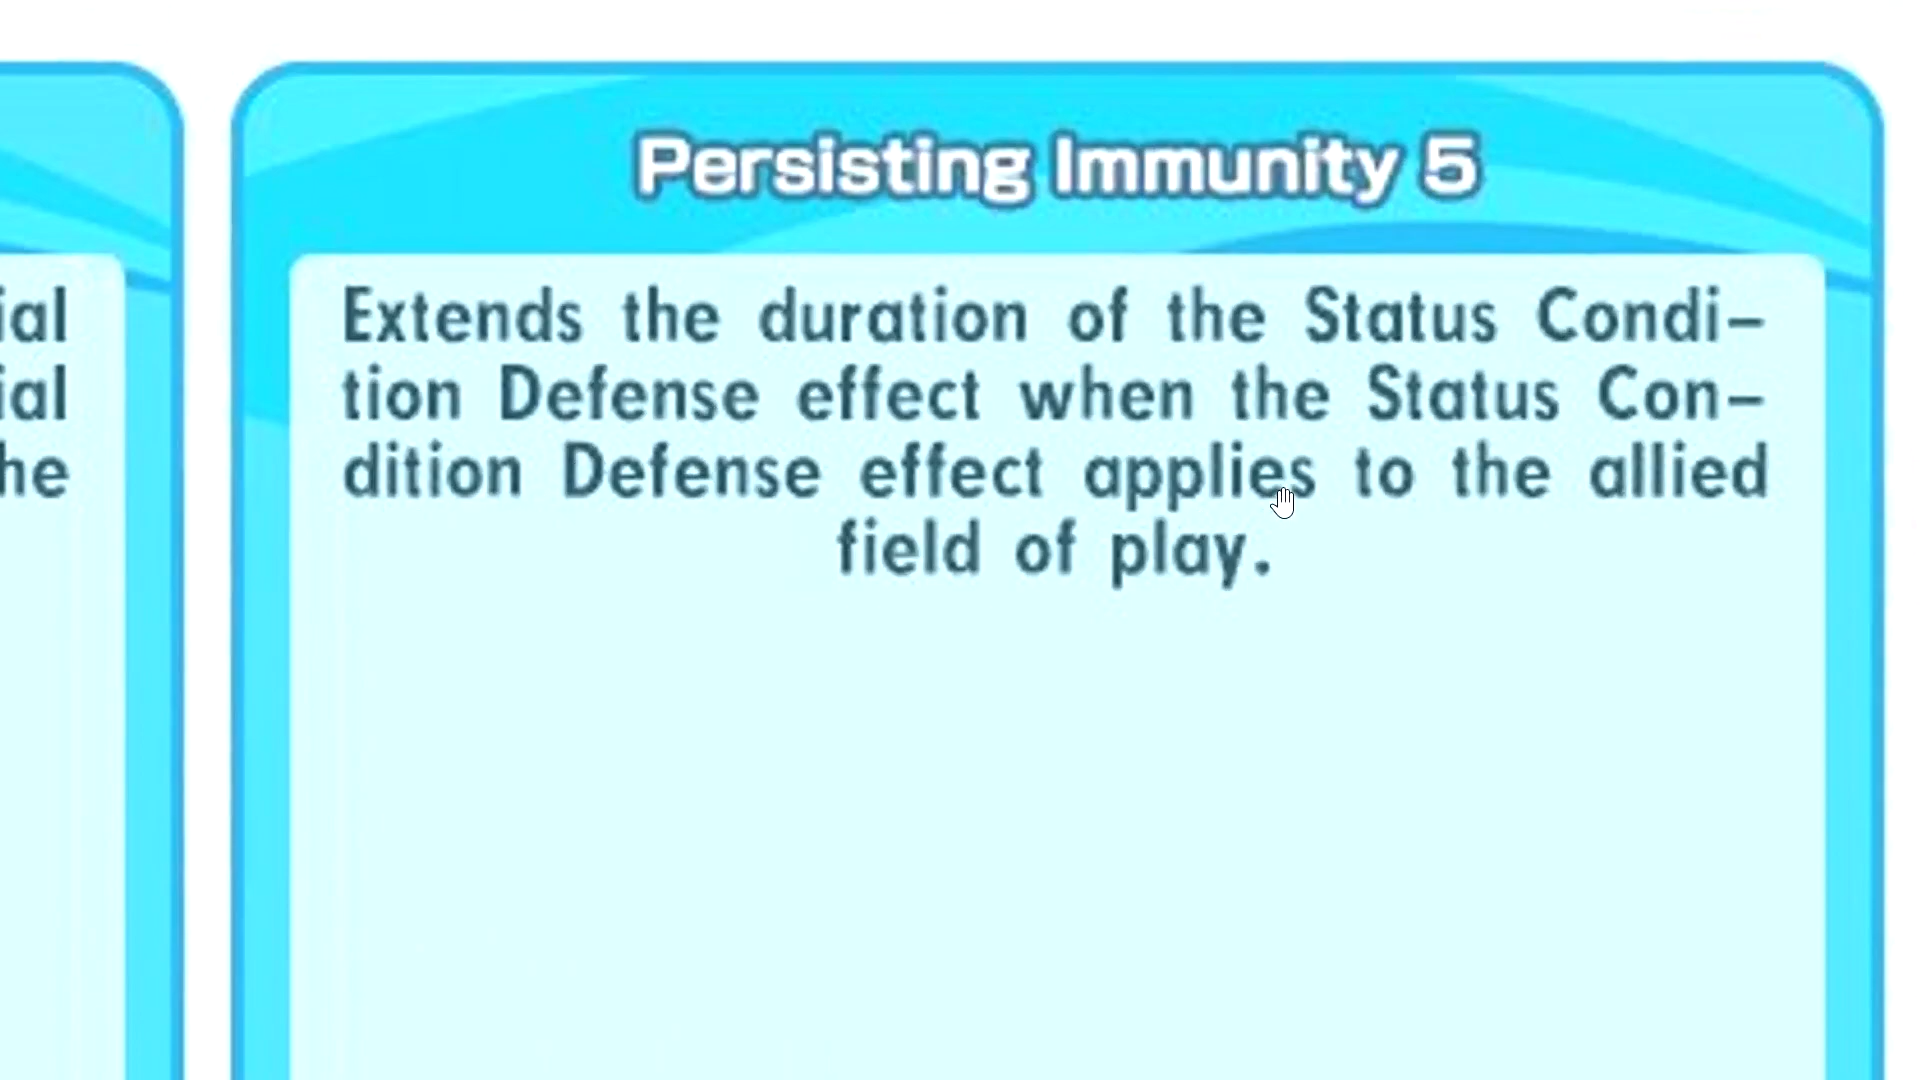 Persisting Immunity 5
Extends the duration of the Status Condi-
tion Defense effect when the Status Con-
dition Defense effect applies to the allied
field of play.
ial
ial
he